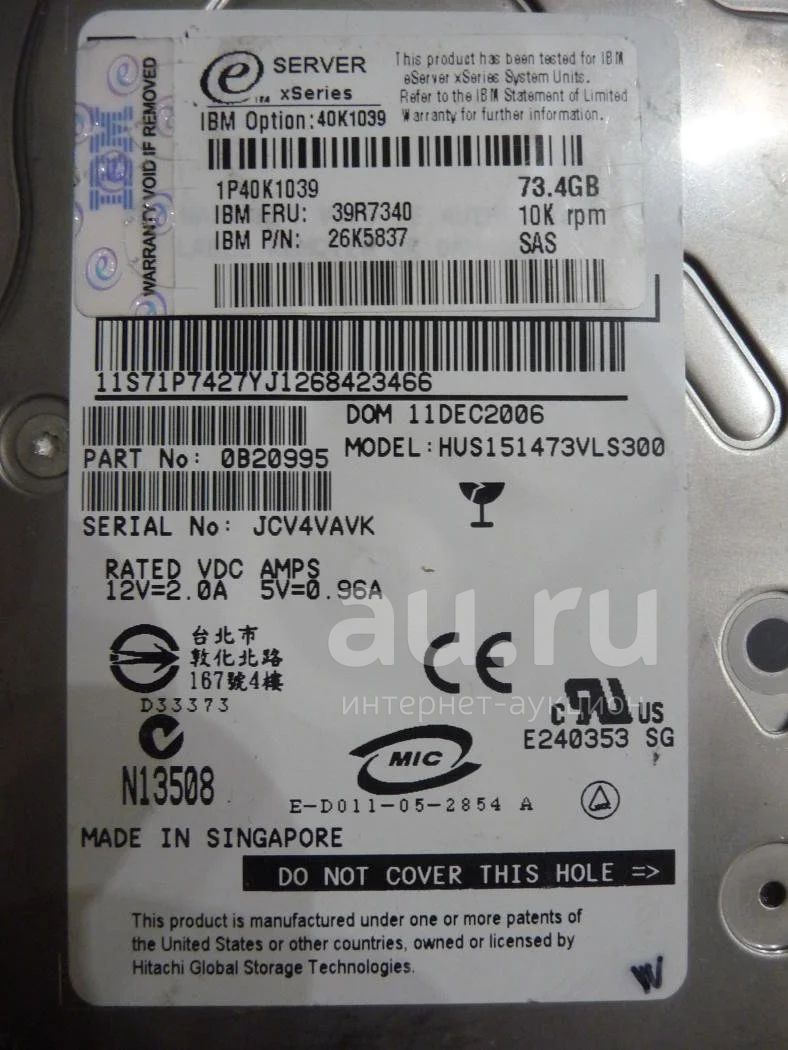 IBM
WARRANTY VOID IF REMOVED
e SERVER
IBM xSeries
This product has been tested for IBM
eServer xSeries System Units.
Refer to the IBM Statement of Limited
Warranty for further information.
IBM Option:40K1039
1P40K1039
73.4GB
IBM FRU: 39R7340
10K rpm
IBM P/N: 26K5837
SAS
11S71P7427YJ1268423466
DOM 11DEC2006
PART No: 0B20995
MODEL:HUS151473VLS300
SERIAL No: JCV4VAVK
RATED VDC AMPS
12V=2.0A 5V=0.96A
au.ru
интернет-аукцион
台北市
敦化北路
167號4樓
D33373
CE
c UR US
E240353 SG
N13508
MIC
E-D011-05-2854 A
MADE IN SINGAPORE
DO NOT COVER THIS HOLE =>
This product is manufactured under one or more patents of
the United States or other countries, owned or licensed by
Hitachi Global Storage Technologies.
W